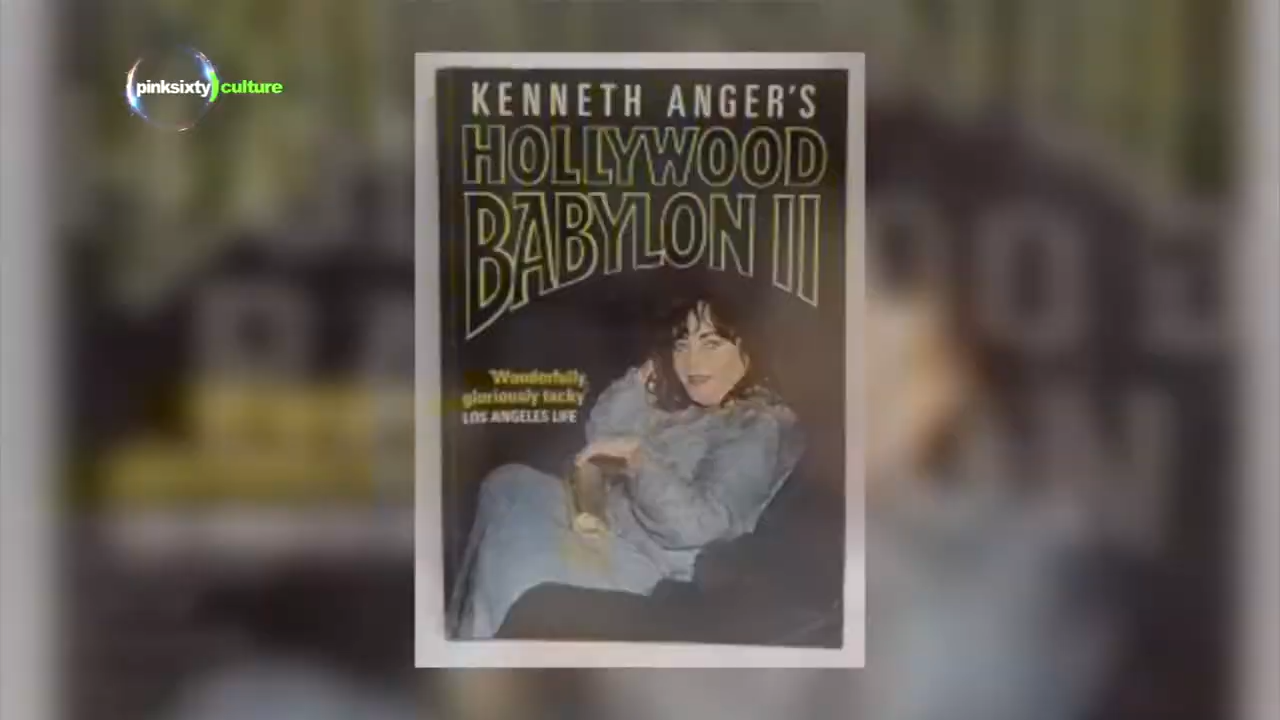 (pinksixty) culture
KENNETH ANGER'S
HOLLYWOOD
BABYLON II
'Wonderfully,
gloriously tacky'
LOS ANGELES LIFE